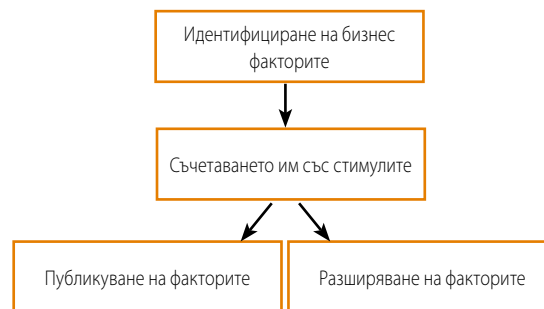 Идентифициране на бизнес
факторите
Съчетаването им със стимулите
Публикуване на факторите
Разширяване на факторите